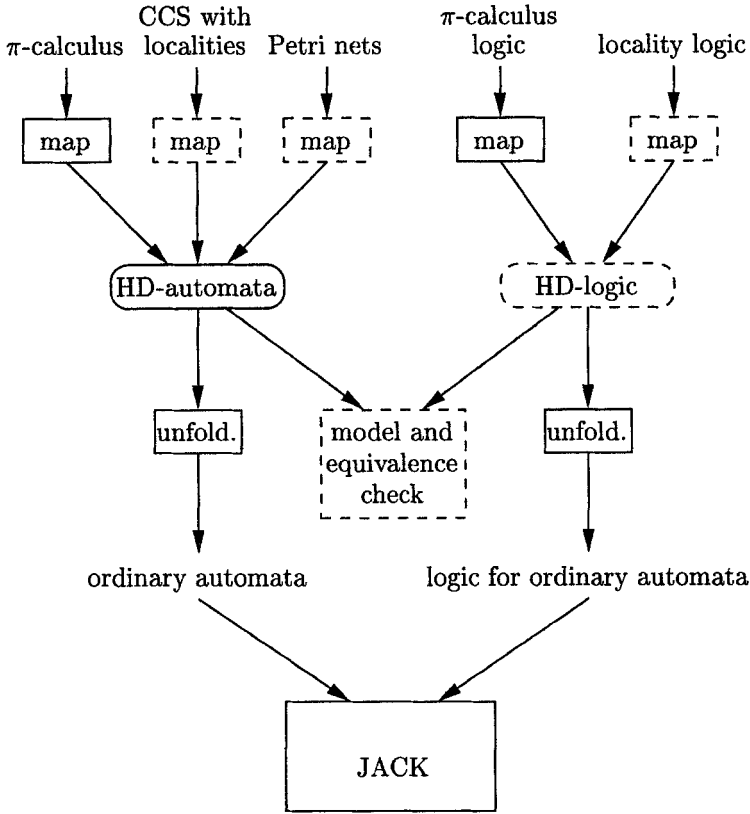 CCS with
π-calculus
π-calculus localities Petri nets
logic
locality logic
map
map
map
map
map
HD-automata
HD-logic
unfold.
model and
equivalence
check
unfold.
ordinary automata
logic for ordinary automata
JACK